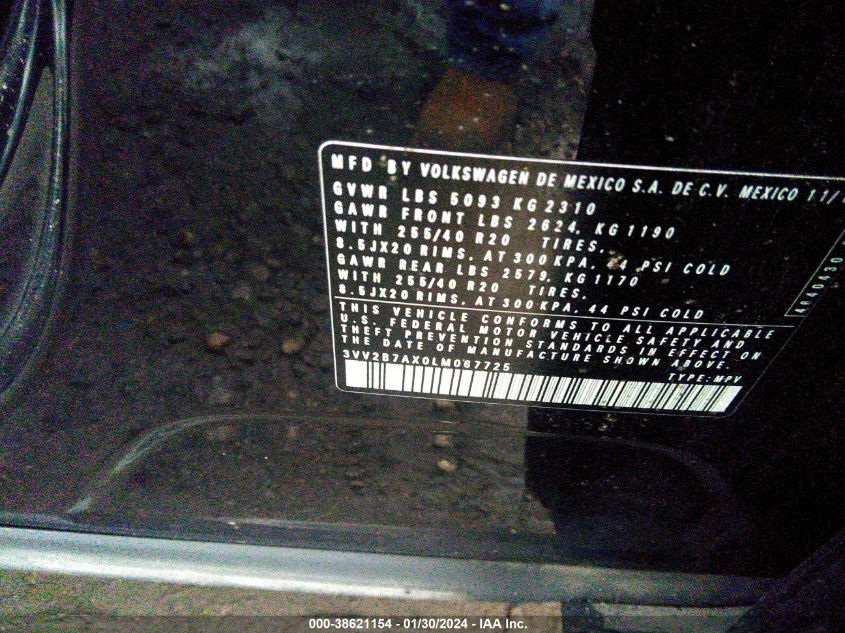 MFD BY VOLKSWAGEN DE MEXICO S.A. DE C.V. MEXICO 11/
GVWR LBS 5093 KG 2310
GAWR FRONT LBS 2624, KG 1190
WITH 255/40 R20 TIRES,
8.5JX20 RIMS, AT 300 KPA, 44 PSI COLD
GAWR REAR LBS 2579, KG 1170
WITH 255/40 R20 TIRES,
8.5JX20 RIMS, AT 300 KPA, 44 PSI COLD
THIS VEHICLE CONFORMS TO ALL APPLICABLE
U.S. FEDERAL MOTOR VEHICLE SAFETY AND
THEFT PREVENTION STANDARDS IN EFFECT ON
THE DATE OF MANUFACTURE SHOWN ABOVE.
3VV2B7AX0LM067725 TYPE: MPV
000-38621154 - 01/30/2024 - IAA Inc.